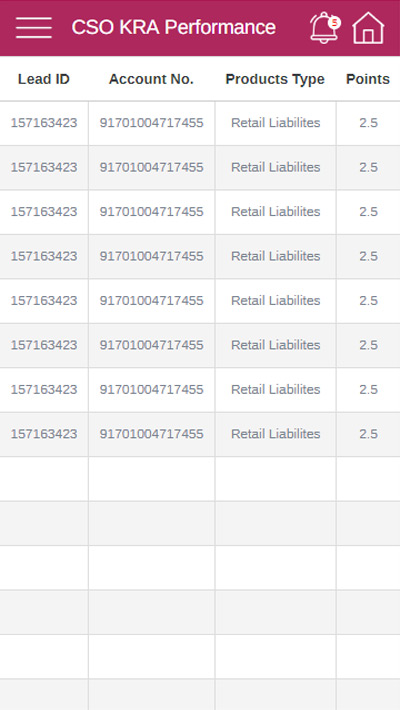 CSO KRA Performance 5
Lead ID Account No. Products Type Points
157163423 91701004717455 Retail Liabilites 2.5
157163423 91701004717455 Retail Liabilites 2.5
157163423 91701004717455 Retail Liabilites 2.5
157163423 91701004717455 Retail Liabilites 2.5
157163423 91701004717455 Retail Liabilites 2.5
157163423 91701004717455 Retail Liabilites 2.5
157163423 91701004717455 Retail Liabilites 2.5
157163423 91701004717455 Retail Liabilites 2.5